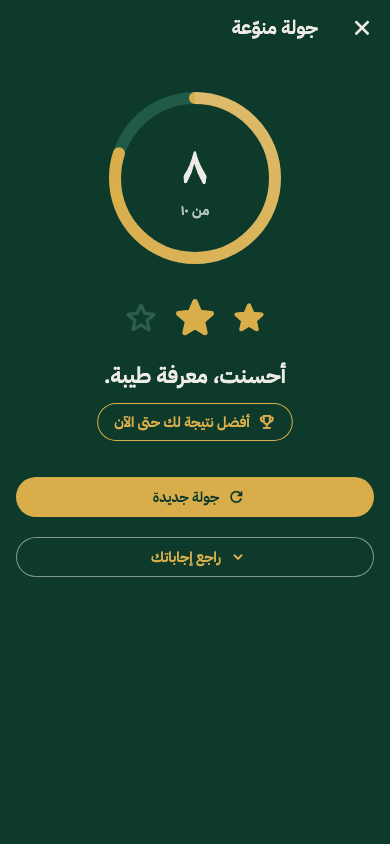 جولة منوّعة
٨
من ١٠
أحسنت، معرفة طيبة.
أفضل نتيجة لك حتى الآن
جولة جديدة
راجع إجاباتك